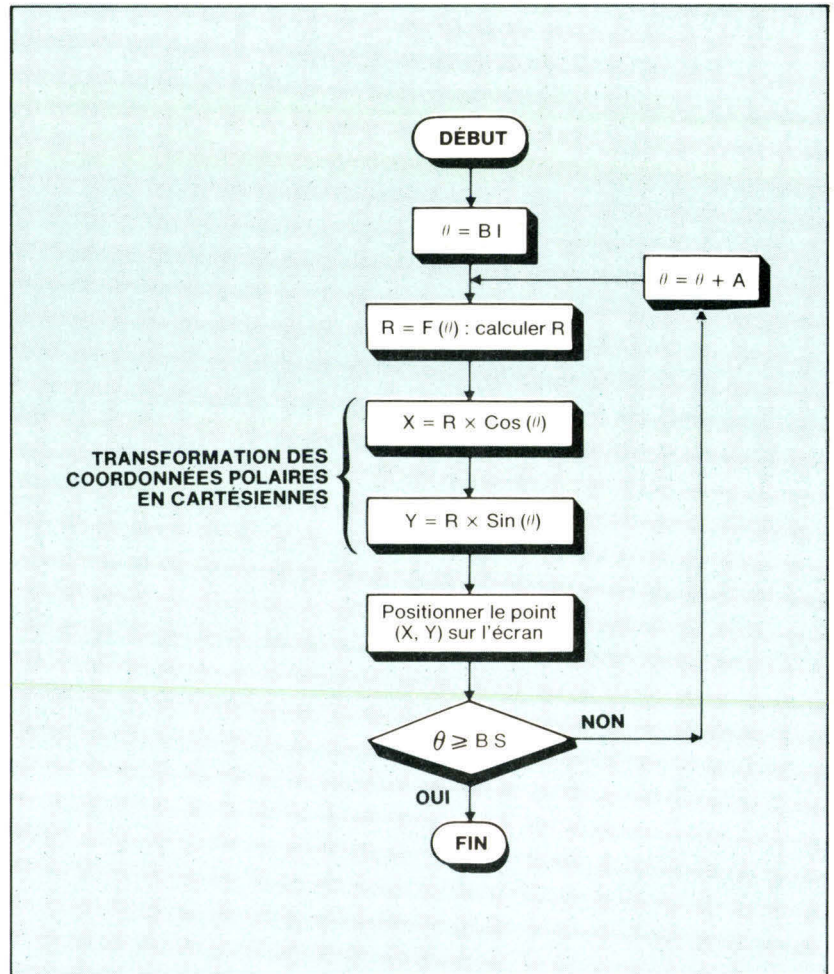 DÉBUT
θ = B I
θ = θ + A
R = F (θ) : calculer R
X = R × Cos (θ)
TRANSFORMATION DES
COORDONNÉES POLAIRES
EN CARTÉSIENNES
Y = R × Sin (θ)
Positionner le point
(X, Y) sur l'écran
θ ≥ B S
NON
OUI
FIN